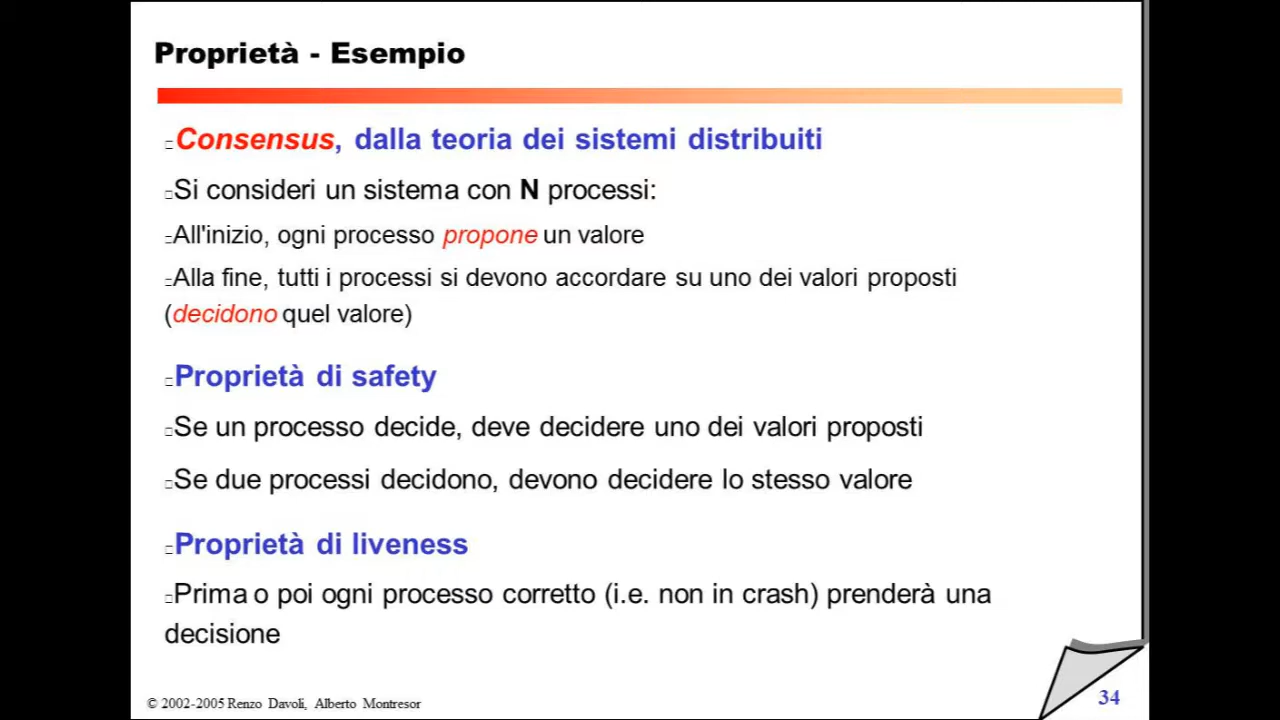 Proprietà - Esempio
Consensus, dalla teoria dei sistemi distribuiti
Si consideri un sistema con N processi:
All'inizio, ogni processo propone un valore
Alla fine, tutti i processi si devono accordare su uno dei valori proposti
(decidono quel valore)
Proprietà di safety
Se un processo decide, deve decidere uno dei valori proposti
Se due processi decidono, devono decidere lo stesso valore
Proprietà di liveness
Prima o poi ogni processo corretto (i.e. non in crash) prenderà una
decisione
© 2002-2005 Renzo Davoli, Alberto Montresor
34